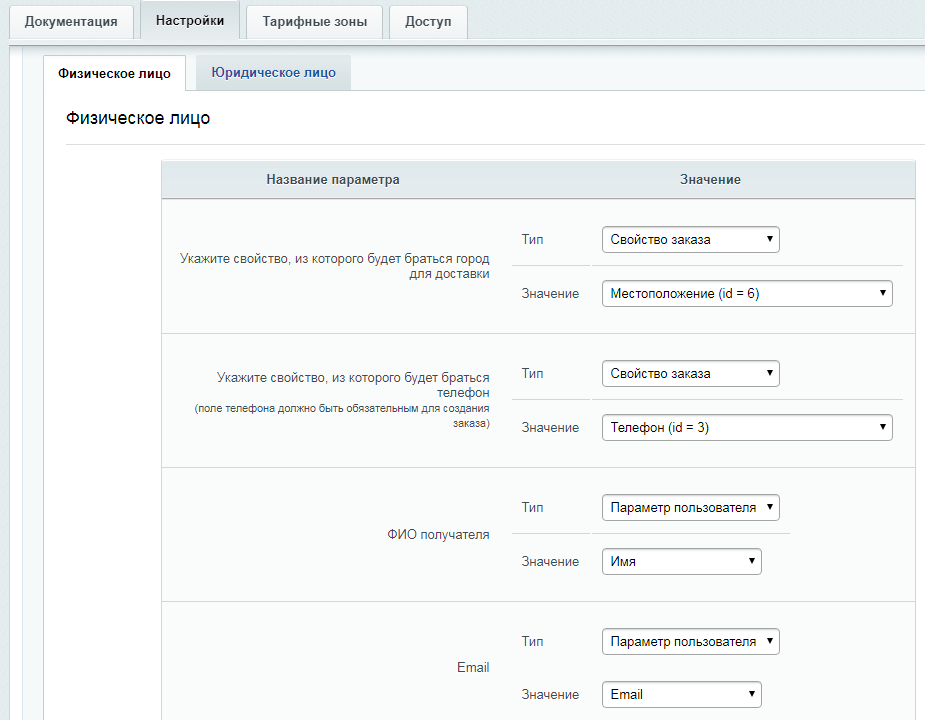 Документация Настройки Тарифные зоны Доступ
Физическое лицо Юридическое лицо
Физическое лицо
Название параметра Значение
Укажите свойство, из которого будет браться город
для доставки
Тип Свойство заказа
Значение Местоположение (id = 6)
Укажите свойство, из которого будет браться
телефон
(поле телефона должно быть обязательным для создания
заказа)
Тип Свойство заказа
Значение Телефон (id = 3)
ФИО получателя
Тип Параметр пользователя
Значение Имя
Email
Тип Параметр пользователя
Значение Email